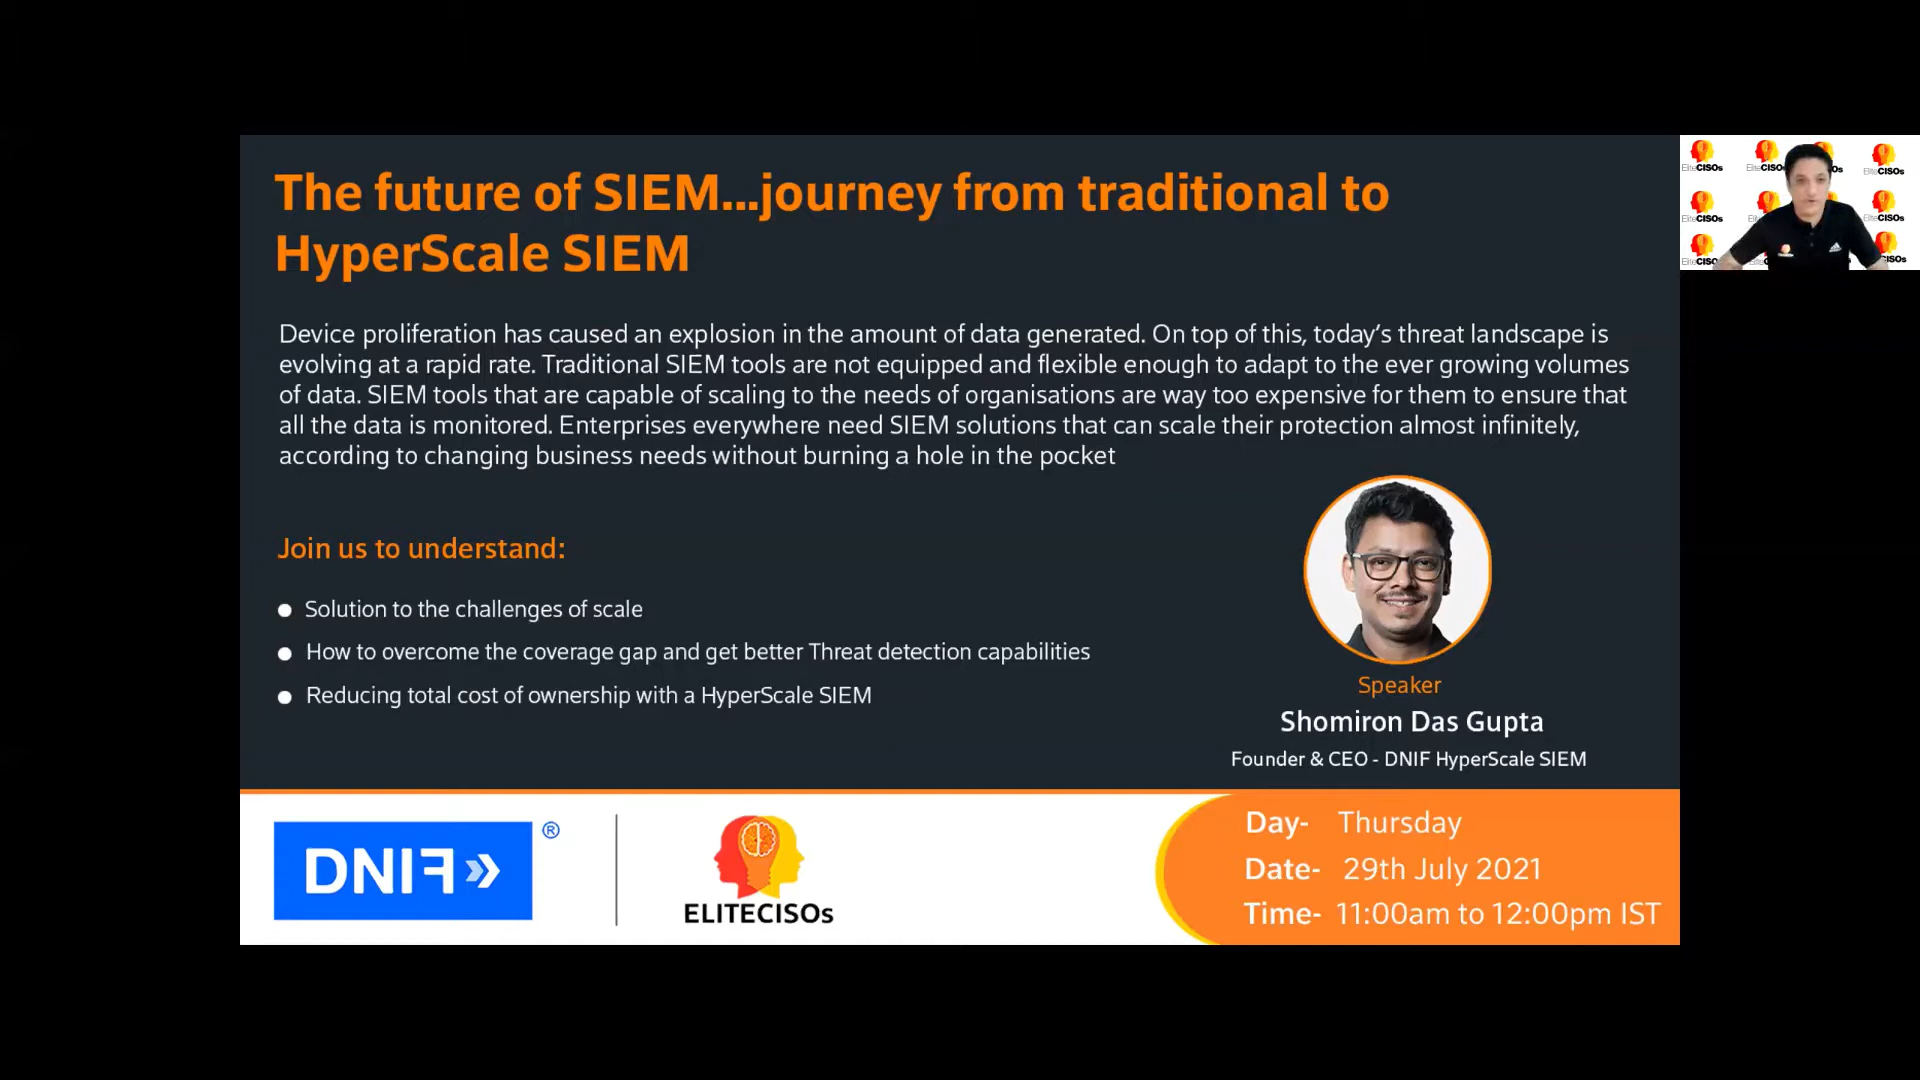 The future of SIEM...journey from traditional to
HyperScale SIEM
Device proliferation has caused an explosion in the amount of data generated. On top of this, today's threat landscape is
evolving at a rapid rate. Traditional SIEM tools are not equipped and flexible enough to adapt to the ever growing volumes
of data. SIEM tools that are capable of scaling to the needs of organisations are way too expensive for them to ensure that
all the data is monitored. Enterprises everywhere need SIEM solutions that can scale their protection almost infinitely,
according to changing business needs without burning a hole in the pocket
Join us to understand:
● Solution to the challenges of scale
● How to overcome the coverage gap and get better Threat detection capabilities
● Reducing total cost of ownership with a HyperScale SIEM
Speaker
Shomiron Das Gupta
Founder & CEO - DNIF HyperScale SIEM
DNIF ®
ELITECISOs
Day- Thursday
Date- 29th July 2021
Time- 11:00am to 12:00pm IST
EliteCISOs
EliteCISOs
EliteCISOs
EliteCISOs
EliteCISOs